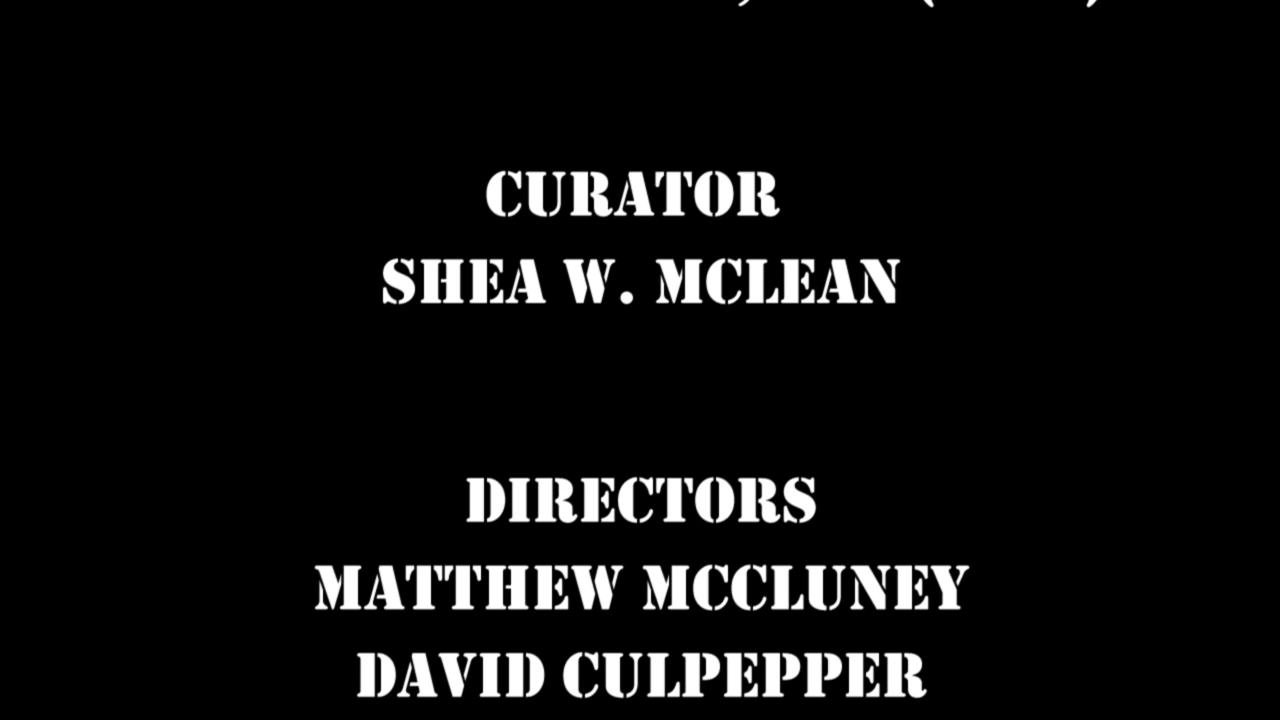 CURATOR
SHEA W. MCLEAN
DIRECTORS
MATTHEW MCCLUNEY
DAVID CULPEPPER